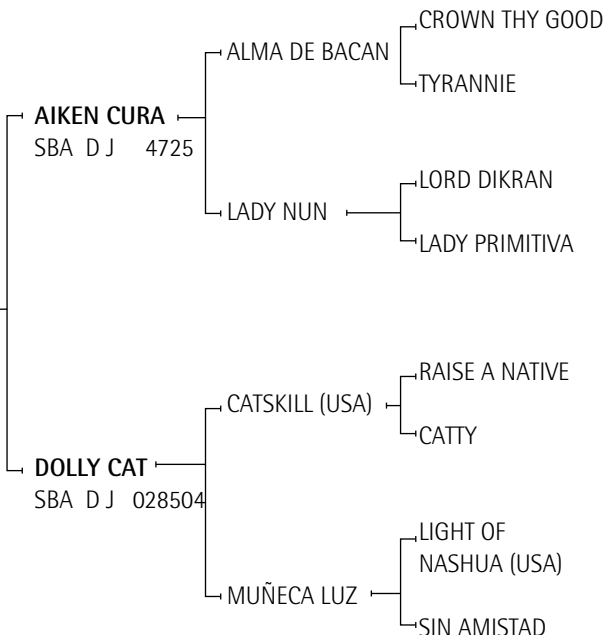 CROWN THY GOOD
ALMA DE BACAN
TYRANNIE
AIKEN CURA
SBA D J 4725
LORD DIKRAN
LADY NUN
LADY PRIMITIVA
RAISE A NATIVE
CATSKILL (USA)
CATTY
DOLLY CAT
SBA D J 028504
LIGHT OF
NASHUA (USA)
MUÑECA LUZ
SIN AMISTAD